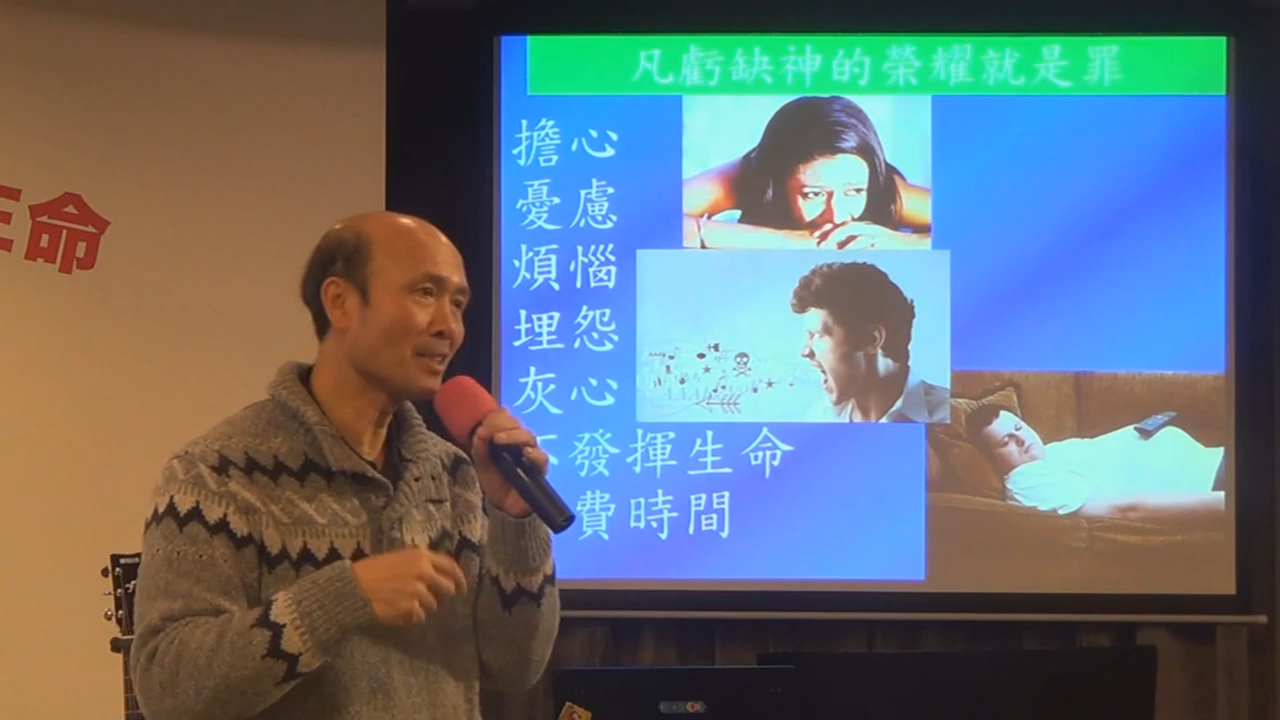 凡虧缺神的榮耀就是罪
擔心
憂慮
煩惱
埋怨
灰心
發揮生命
費時間
命